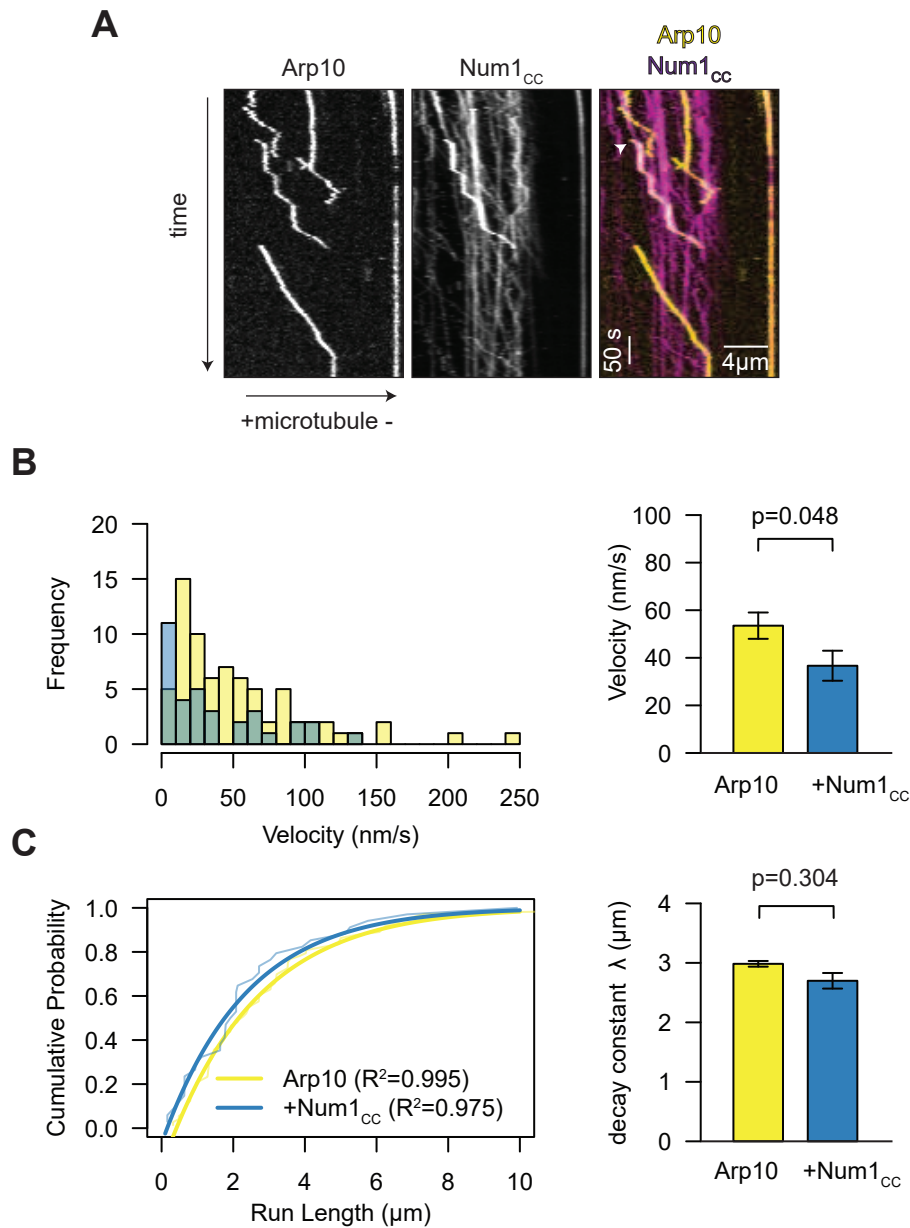 A
Arp10
Num1CC
Arp10
Num1CC
time
50 s
4µm
+microtubule -
B
20
15
10
5
0
Frequency
0 50 100 150 200 250
Velocity (nm/s)
100
80
60
40
20
0
Velocity (nm/s)
p=0.048
Arp10 +Num1CC
C
1.0
0.8
0.6
0.4
0.2
0.0
Cumulative Probability
Arp10 (R²=0.995)
+Num1CC (R²=0.975)
0 2 4 6 8 10
Run Length (µm)
p=0.304
4
3
2
1
0
decay constant λ (µm)
Arp10 +Num1CC